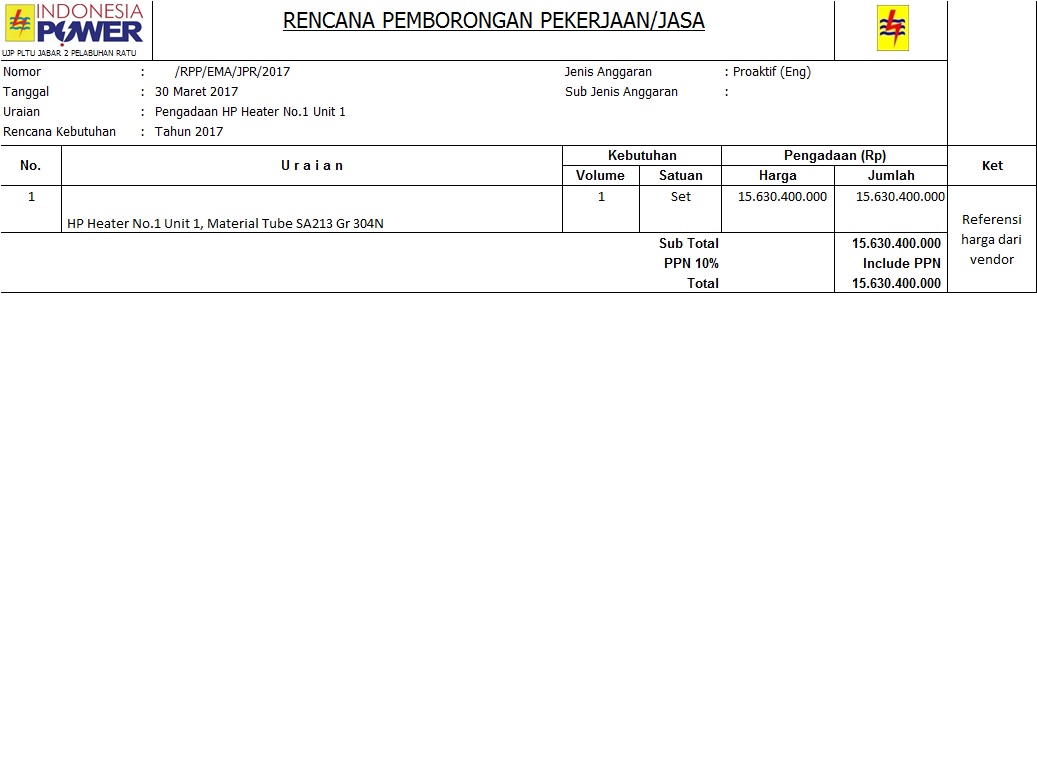 INDONESIA
POWER
UJP PLTU JABAR 2 PELABUHAN RATU
RENCANA PEMBORONGAN PEKERJAAN/JASA
Nomor : /RPP/EMA/JPR/2017 Jenis Anggaran : Proaktif (Eng)
Tanggal : 30 Maret 2017 Sub Jenis Anggaran :
Uraian : Pengadaan HP Heater No.1 Unit 1
Rencana Kebutuhan : Tahun 2017
No. U r a i a n Kebutuhan Pengadaan (Rp) Ket
Volume Satuan Harga Jumlah
1 1 Set 15.630.400.000 15.630.400.000
HP Heater No.1 Unit 1, Material Tube SA213 Gr 304N
Referensi
harga dari
vendor
Sub Total 15.630.400.000
PPN 10% Include PPN
Total 15.630.400.000